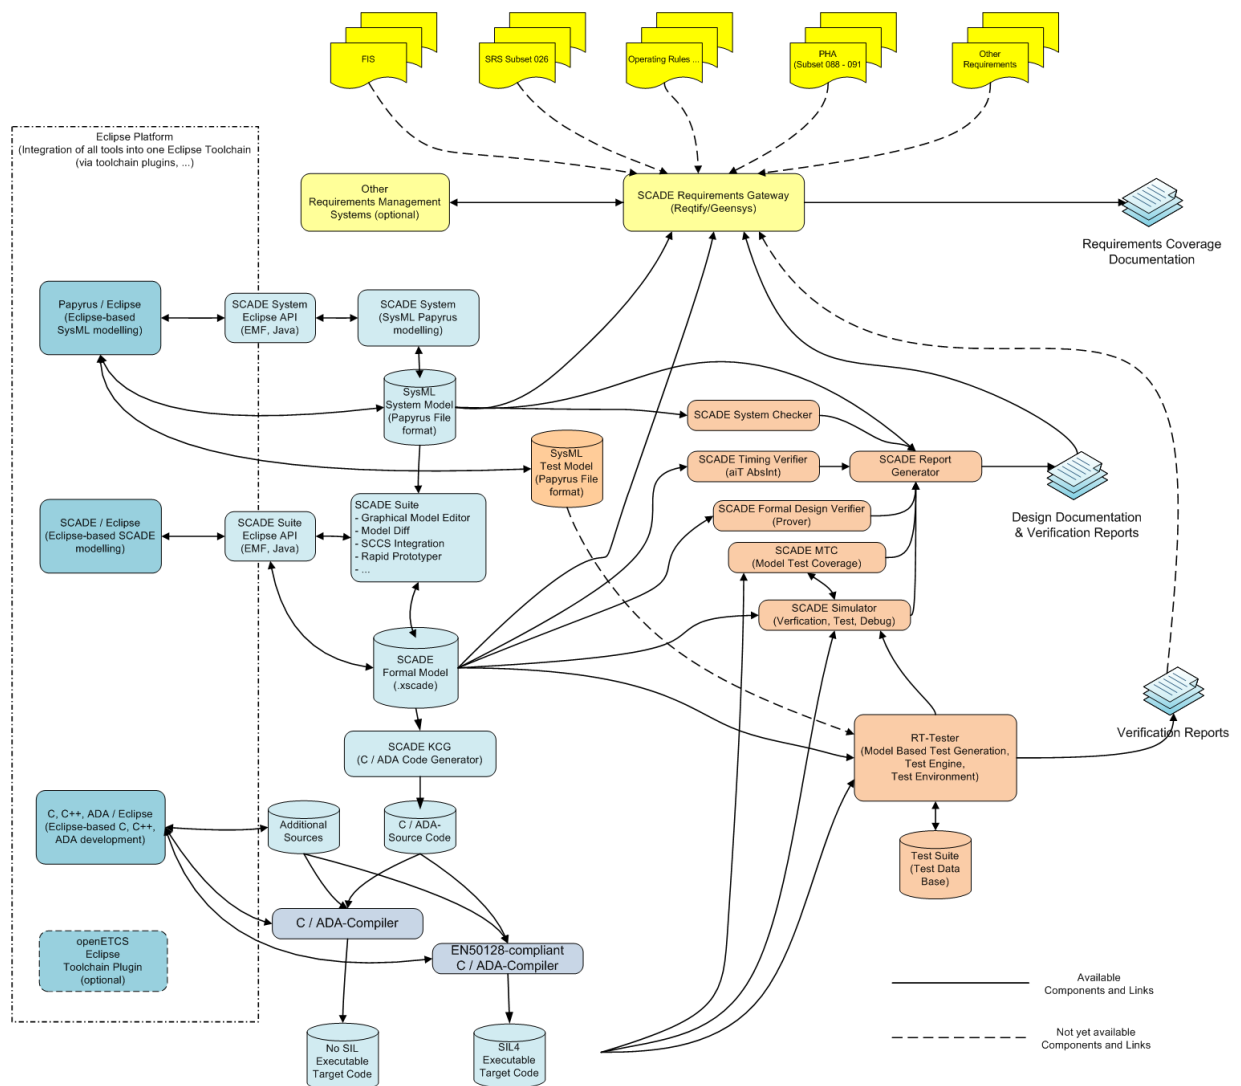 FIS
SRS Subset 026
Operating Rules ...
PHA
(Subset 088 - 091
Other
Requirements
Eclipse Platform
(Integration of all tools into one Eclipse Toolchain
(via toolchain plugins, ...)
Other
Requirements Management
Systems (optional)
SCADE Requirements Gateway
(Reqtify/Geensys)
Requirements Coverage
Documentation
Papyrus / Eclipse
(Eclipse-based
SysML modelling)
SCADE System
Eclipse API
(EMF, Java)
SCADE System
(SysML Papyrus
modelling)
SysML
System Model
(Papyrus File
format)
SCADE System Checker
SysML
Test Model
(Papyrus File
format)
SCADE Timing Verifier
(aiT AbsInt)
SCADE Report
Generator
Design Documentation
& Verification Reports
SCADE / Eclipse
(Eclipse-based SCADE
modelling)
SCADE Suite
Eclipse API
(EMF, Java)
SCADE Suite
- Graphical Model Editor
- Model Diff
- SCCS Integration
- Rapid Prototyper
- ...
SCADE Formal Design Verifier
(Prover)
SCADE MTC
(Model Test Coverage)
SCADE Simulator
(Verfication, Test, Debug)
SCADE
Formal Model
(.xscade)
SCADE KCG
(C / ADA Code Generator)
RT-Tester
(Model Based Test Generation,
Test Engine,
Test Environment)
Verification Reports
C, C++, ADA / Eclipse
(Eclipse-based C, C++,
ADA development)
Additional
Sources
C / ADA-
Source Code
Test Suite
(Test Data
Base)
C / ADA-Compiler
EN50128-compliant
C / ADA-Compiler
openETCS
Eclipse
Toolchain Plugin
(optional)
No SIL
Executable
Target Code
SIL4
Executable
Target Code
Available
Components and Links
Not yet available
Components and Links